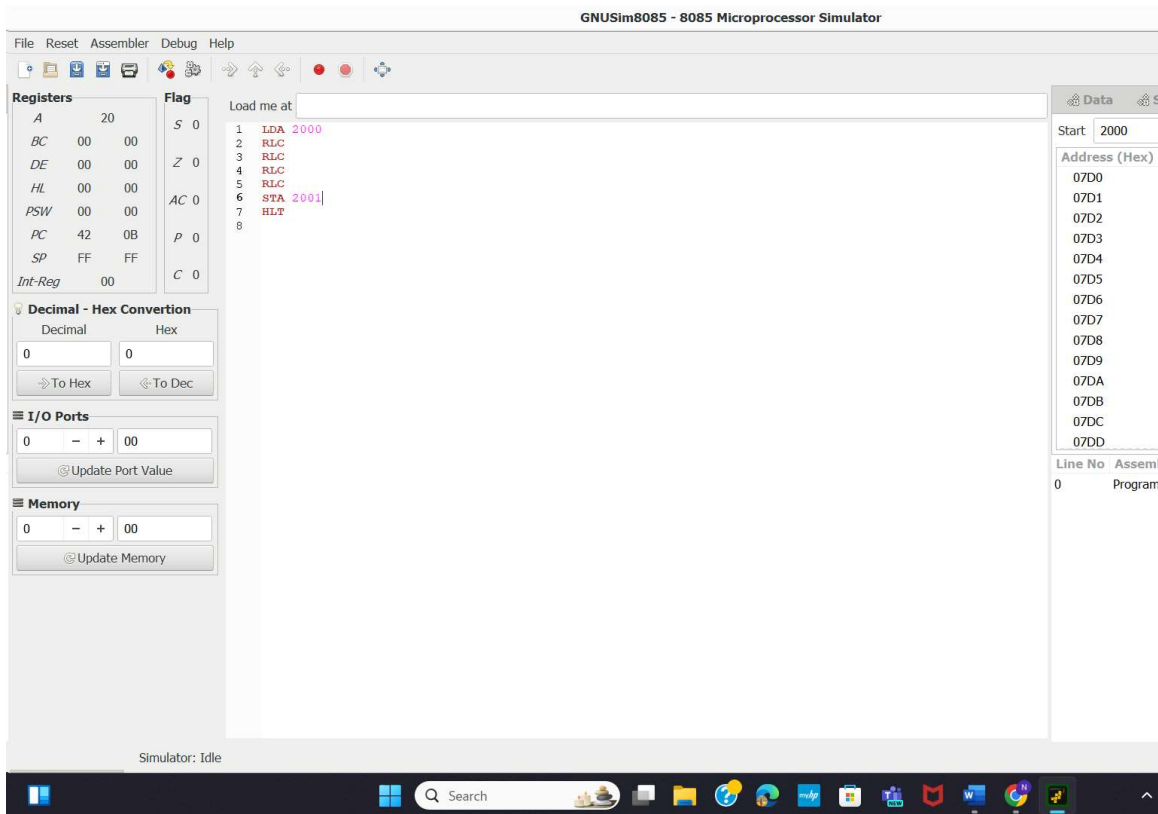 GNUSim8085 - 8085 Microprocessor Simulator
File Reset Assembler Debug Help
Registers
A 20
BC 00 00
DE 00 00
HL 00 00
PSW 00 00
PC 42 0B
SP FF FF
Int-Reg 00
Flag
S 0
Z 0
AC 0
P 0
C 0
Decimal - Hex Convertion
Decimal Hex
0 0
To Hex To Dec
I/O Ports
0 - + 00
Update Port Value
Memory
0 - + 00
Update Memory
Load me at
1 LDA 2000
2 RLC
3 RLC
4 RLC
5 RLC
6 STA 2001
7 HLT
8
Data S
Start 2000
Address (Hex)
07D0
07D1
07D2
07D3
07D4
07D5
07D6
07D7
07D8
07D9
07DA
07DB
07DC
07DD
Line No Assem
0 Program
Simulator: Idle
Search
NEW
W
N